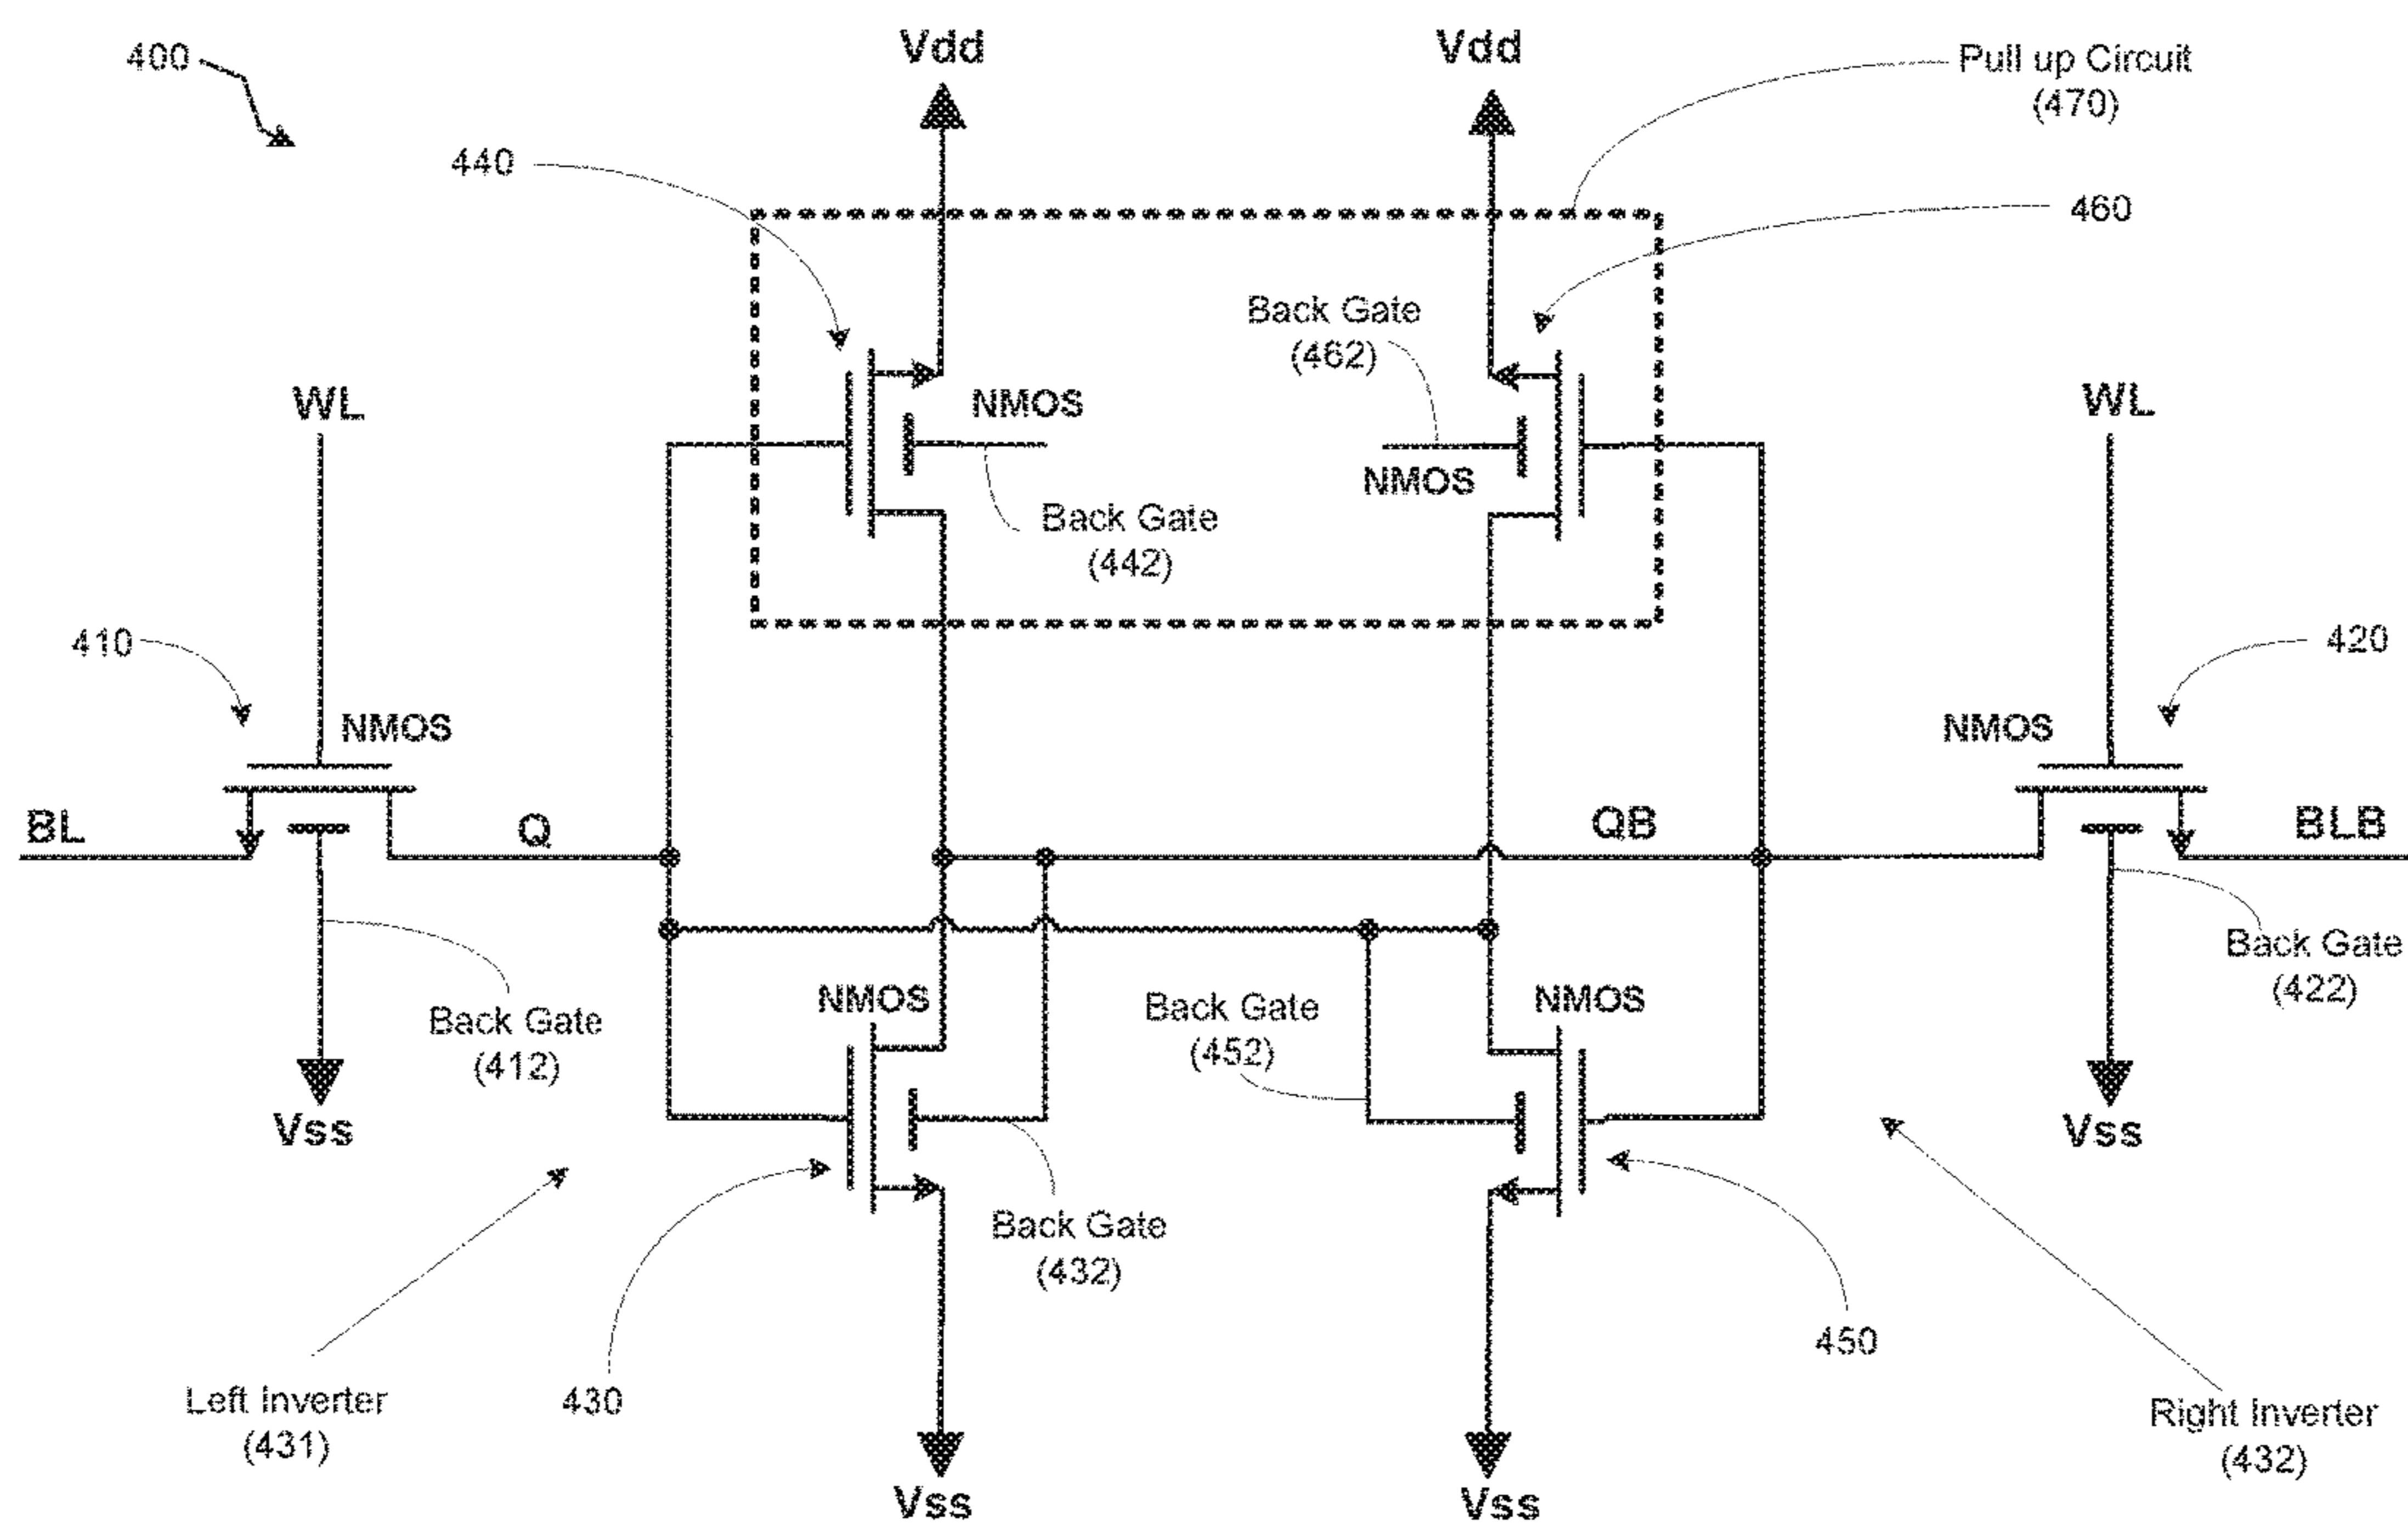 400
Vdd
Vdd
Pull up Circuit
(470)
440
460
Back Gate
(462)
WL
NMOS
WL
NMOS
Back Gate
(442)
410
420
NMOS
NMOS
BL
Q
QB
BLB
Back Gate
(422)
NMOS
NMOS
Back Gate
(412)
Back Gate
(452)
Vss
Vss
Back Gate
(432)
450
Left Inverter
(431)
430
Right Inverter
(432)
Vss
Vss